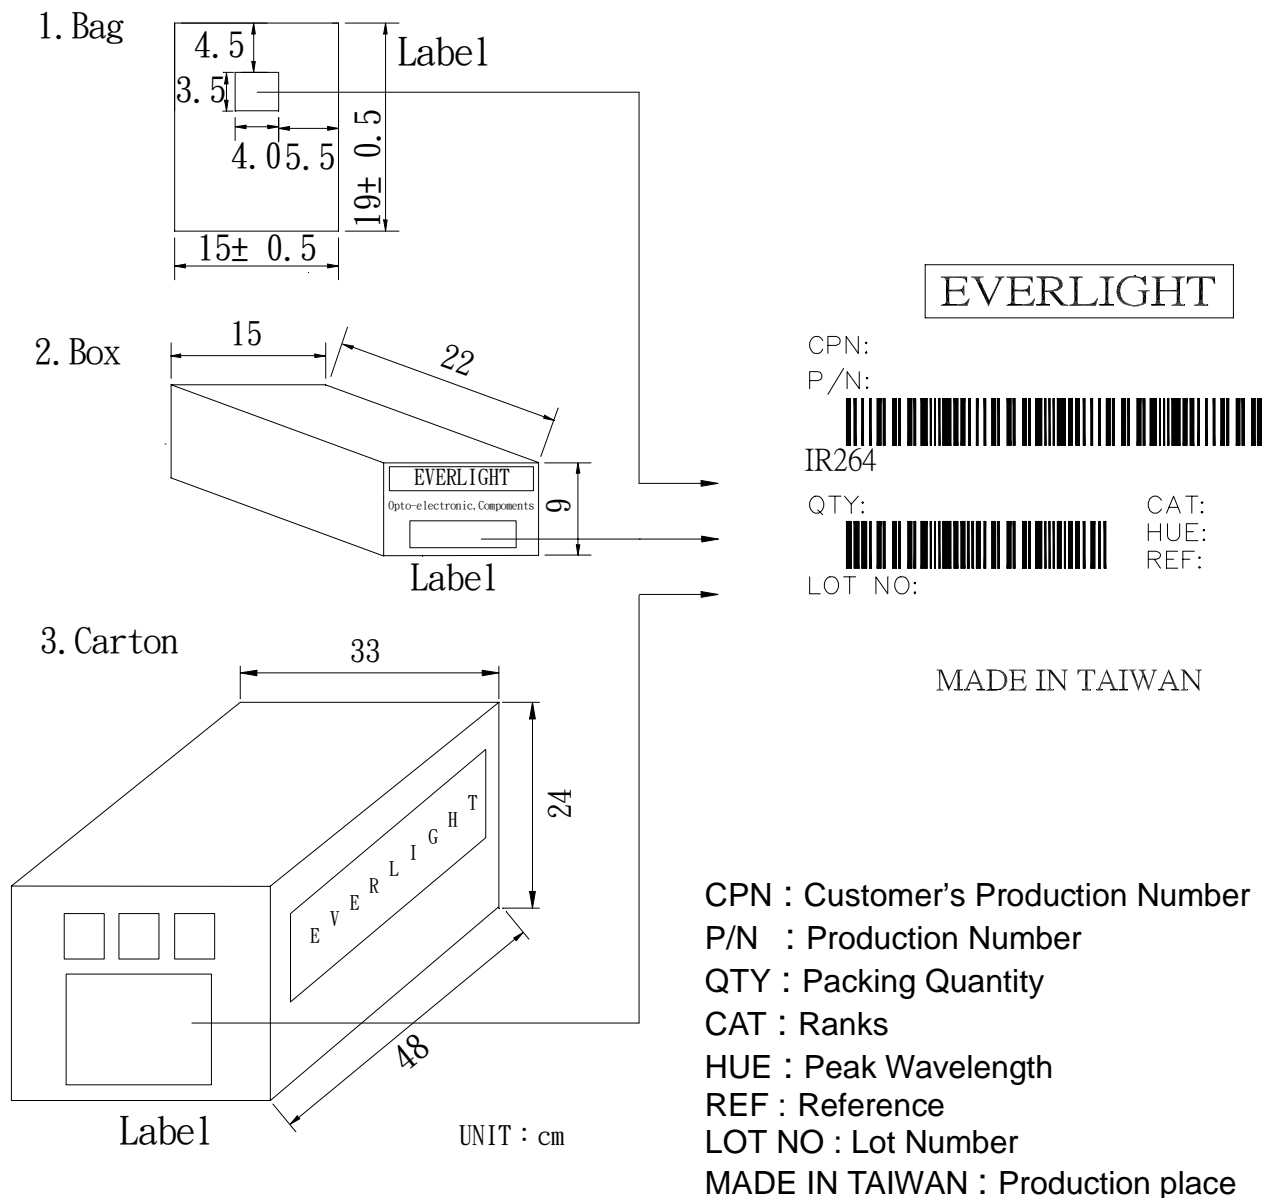 1. Bag
4.5
Label
3.5
4.0 5.5
19± 0.5
15± 0.5
2. Box
15
22
EVERLIGHT
Opto-electronic, Compoments
9
Label
3. Carton
33
24
EVERLIGHT
48
Label
UNIT：cm
EVERLIGHT
CPN:
P/N:
IR264
QTY:
CAT:
HUE:
REF:
LOT NO:
MADE IN TAIWAN
CPN：Customer’s Production Number
P/N ：Production Number
QTY：Packing Quantity
CAT：Ranks
HUE：Peak Wavelength
REF : Reference
LOT NO : Lot Number
MADE IN TAIWAN：Production place